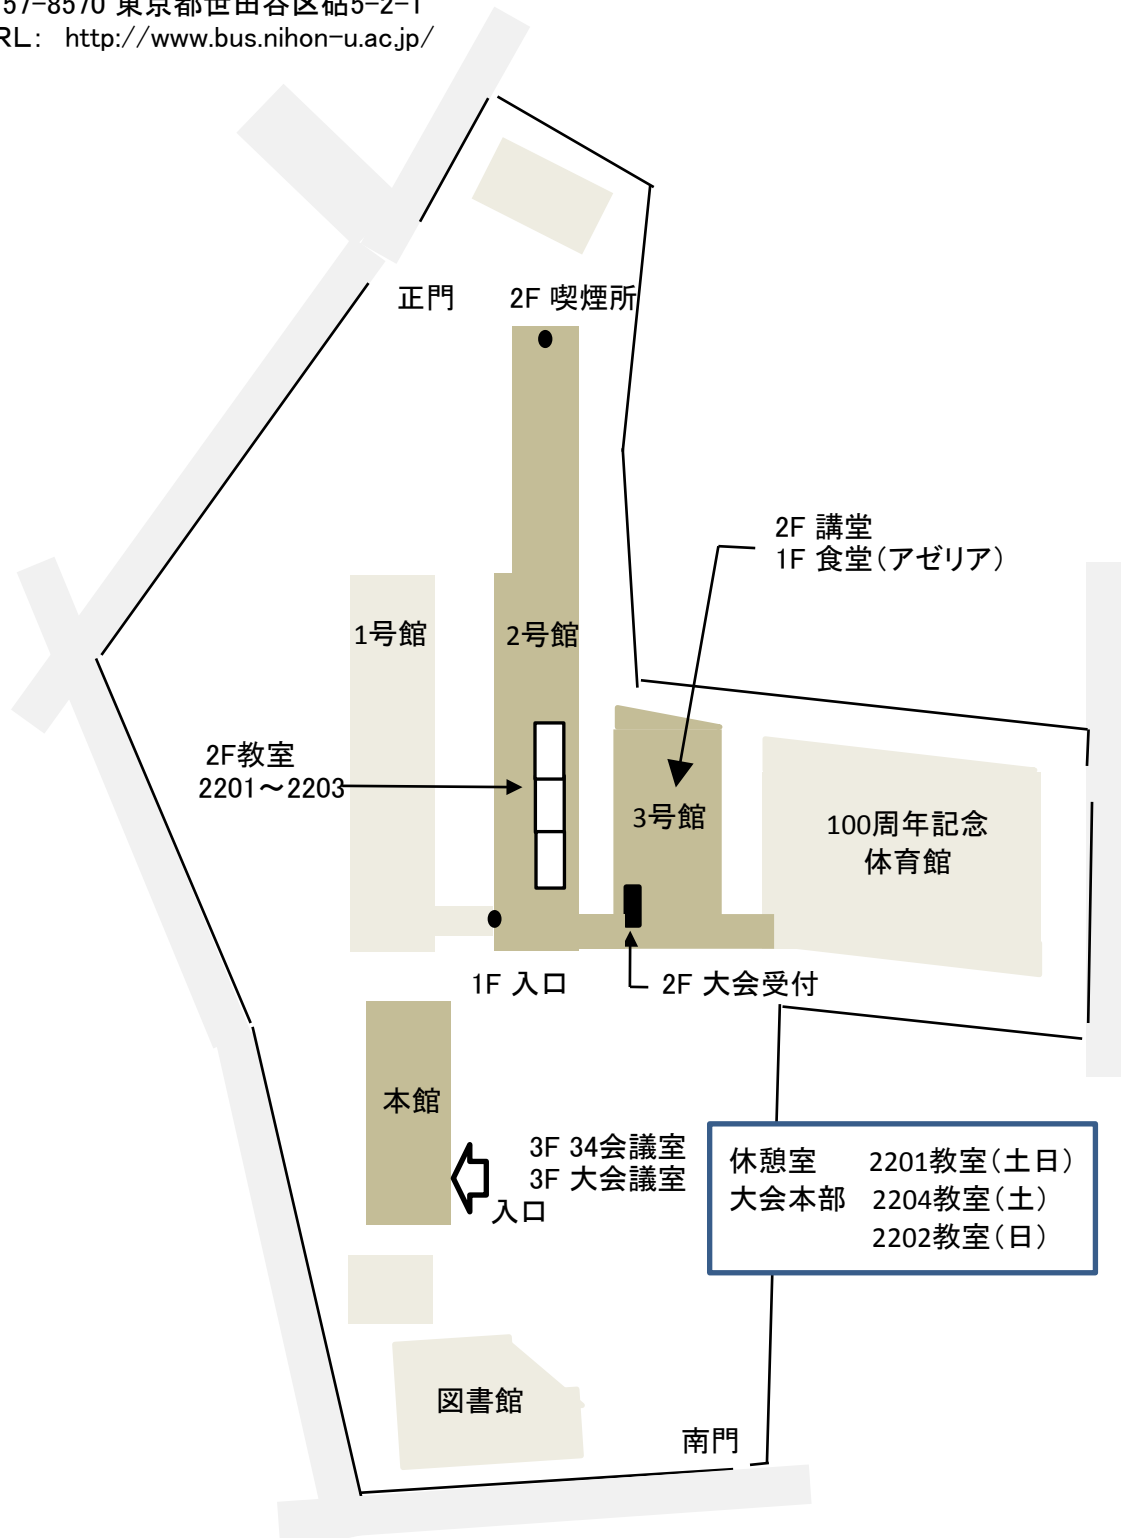 57-8570 東京都世田谷区砧5-2-1
RL: http://www.bus.nihon-u.ac.jp/
正門
2F 喫煙所
2F 講堂
1F 食堂(アゼリア)
1号館
2号館
2F教室
2201～2203
3号館
100周年記念
体育館
1F 入口
2F 大会受付
本館
3F 34会議室
3F 大会議室
入口
休憩室 2201教室(土日)
大会本部 2204教室(土)
2202教室(日)
図書館
南門